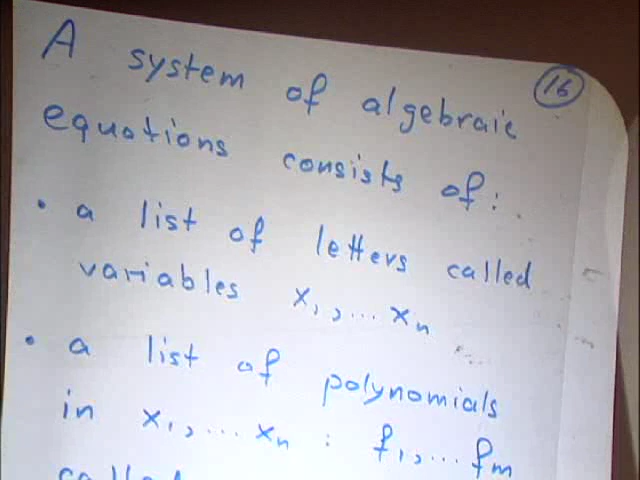 A system of algebraic
16
equations consists of:
• a list of letters called
variables x₁,,... xₙ
• a list of polynomials
in x₁,,... xₙ : f₁,... fₘ
called